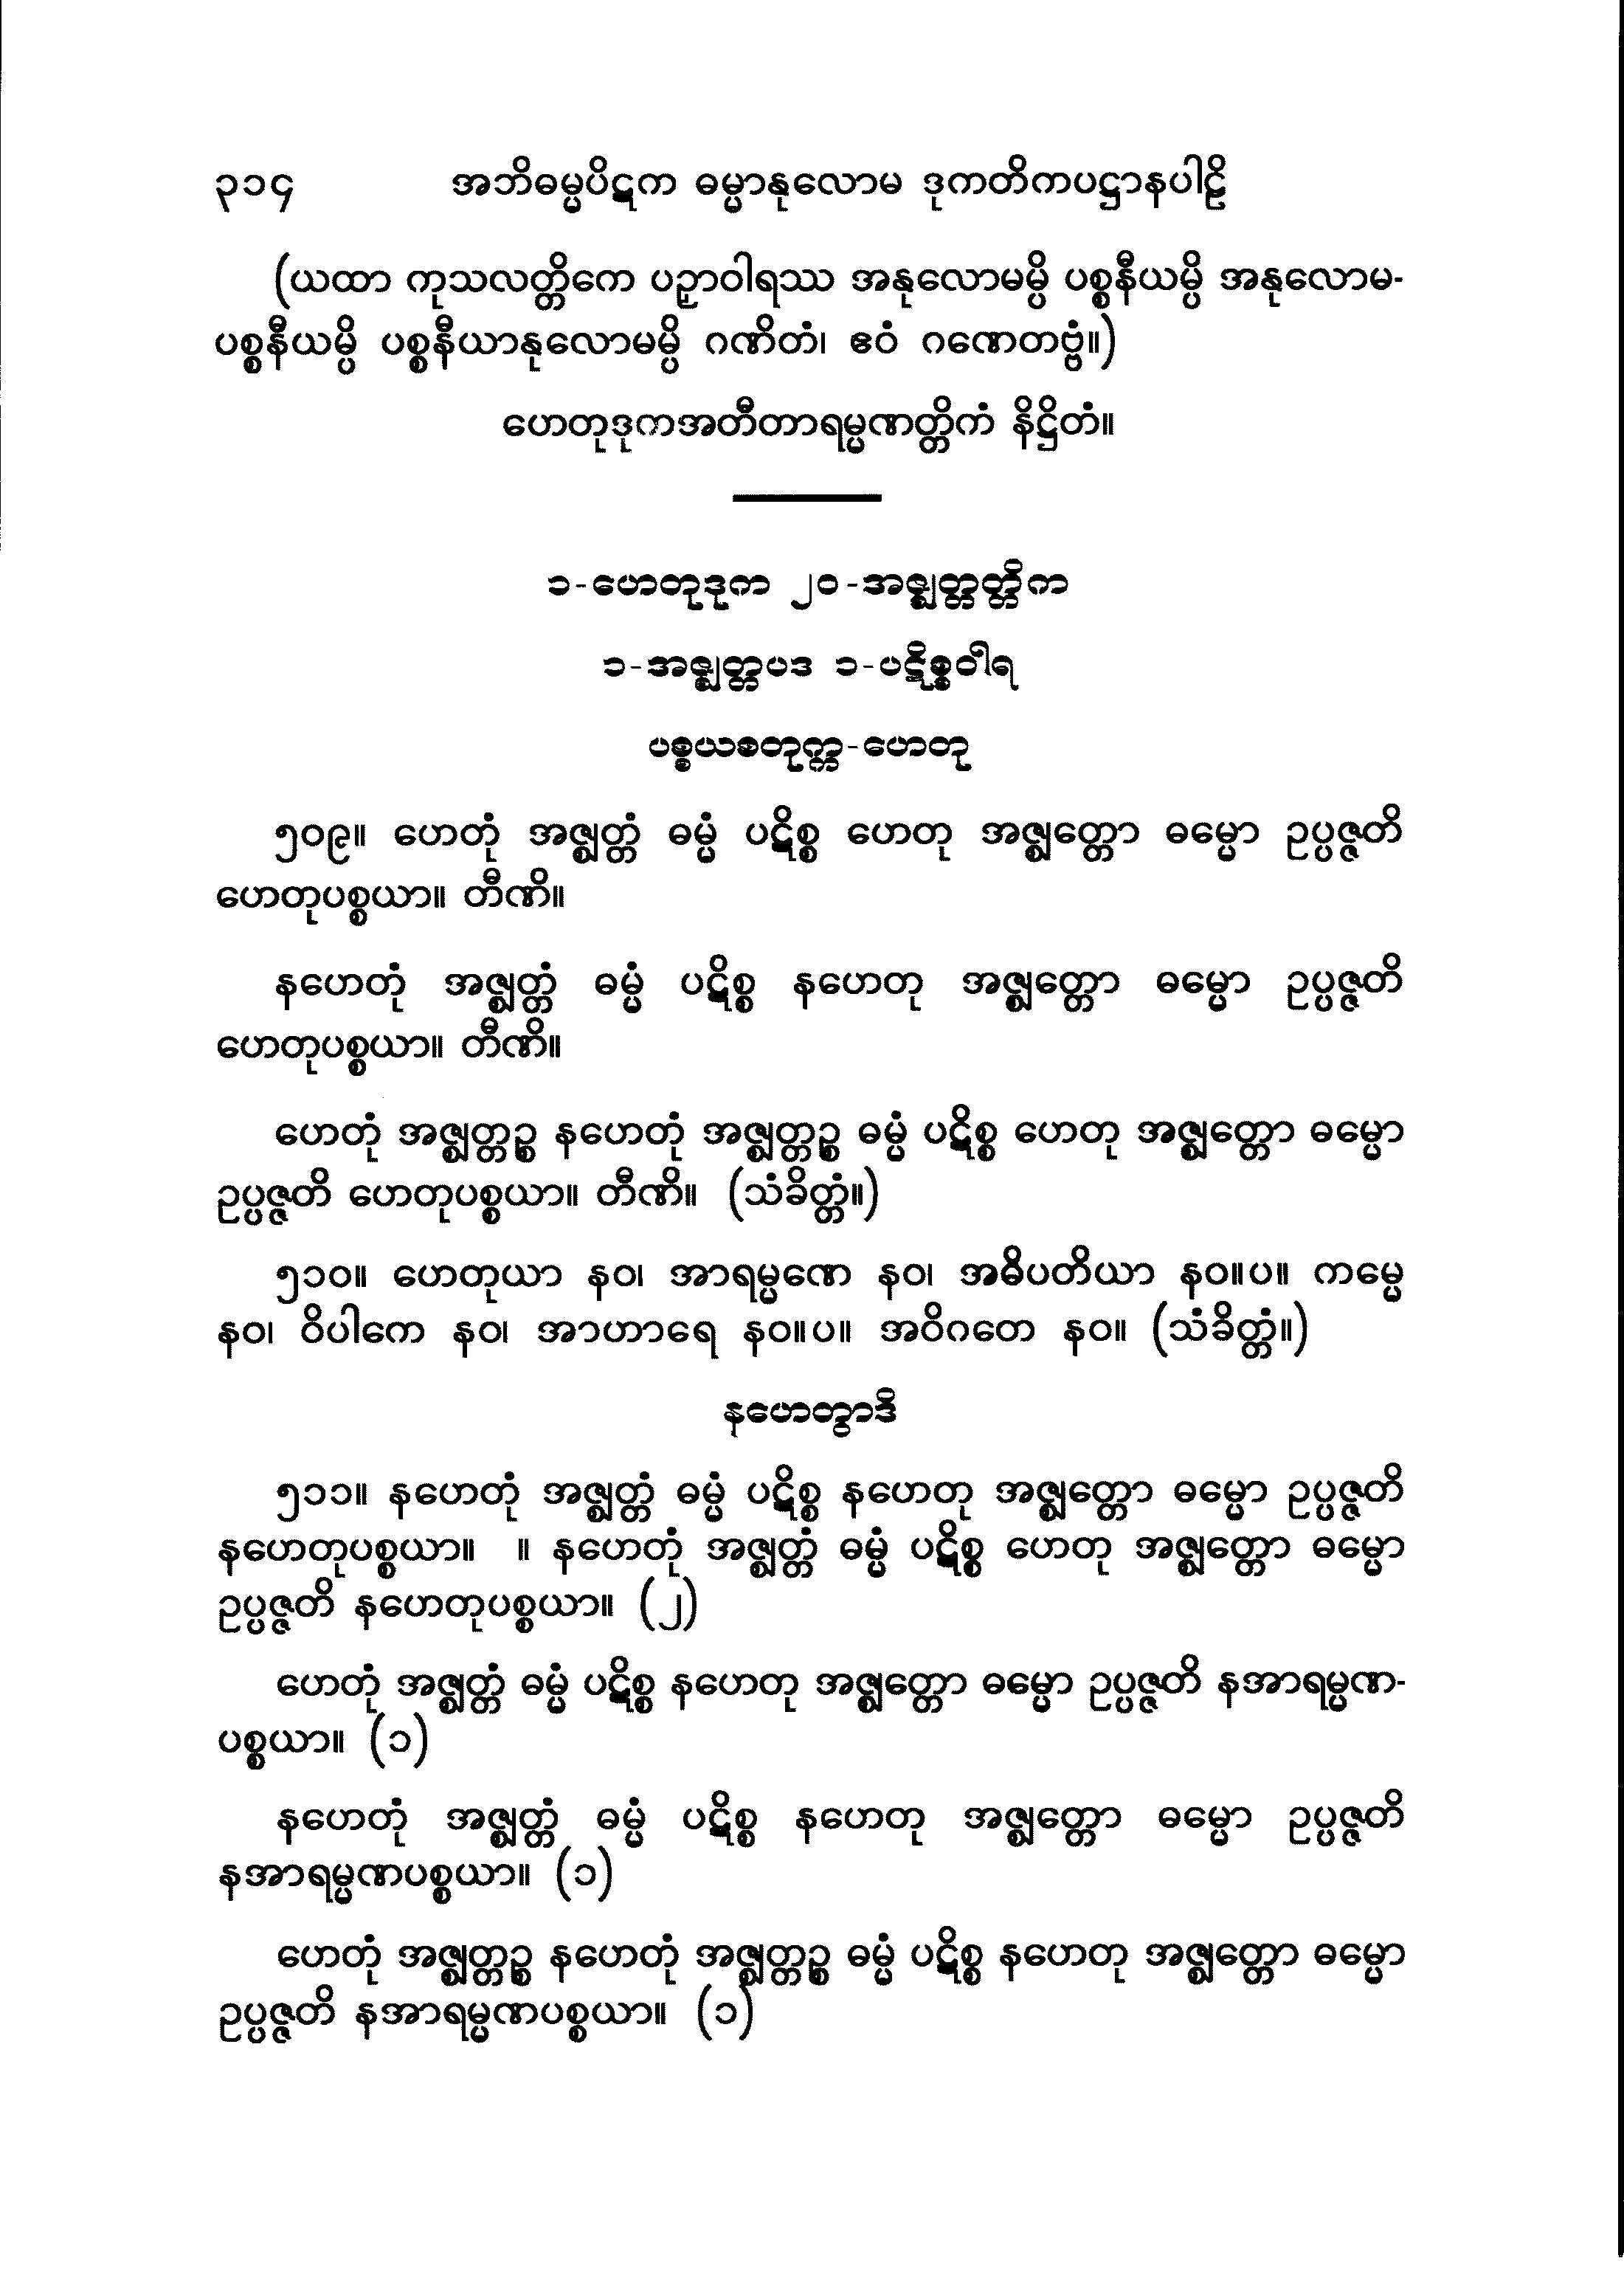 ၃၁၄ အဘိဓမ္မပိဋက ဓမ္မာနုလောမ ဒုကတိကပဋ္ဌာနပါဠိ
(ယထာ ကုသလတ္တိကေ ပဉှာဝါရဿ အနုလောမမ္ပိ ပစ္စနီယမ္ပိ အနုလောမ-
ပစ္စနီယမ္ပိ ပစ္စနီယာနုလောမမ္ပိ ဂဏိတံ၊ ဧဝံ ဂဏေတဗ္ဗံ။)
ဟေတုဒုကအတီတာရမ္မဏတ္တိကံ နိဋ္ဌိတံ။
၁-ဟေတုဒုက ၂၀-အဇ္ဈတ္တတ္တိက
၁-အဇ္ဈတ္တပဒ ၁-ပဋိစ္စဝါရ
ပစ္စယစတုက္က-ဟေတု
၅၀၉။ ဟေတုံ အဇ္ဈတ္တံ ဓမ္မံ ပဋိစ္စ ဟေတု အဇ္ဈတ္တော ဓမ္မော ဥပ္ပဇ္ဇတိ
ဟေတုပစ္စယာ။ တီဏိ။
နဟေတုံ အဇ္ဈတ္တံ ဓမ္မံ ပဋိစ္စ နဟေတု အဇ္ဈတ္တော ဓမ္မော ဥပ္ပဇ္ဇတိ
ဟေတုပစ္စယာ။ တီဏိ။
ဟေတုံ အဇ္ဈတ္တဉ္စ နဟေတုံ အဇ္ဈတ္တဉ္စ ဓမ္မံ ပဋိစ္စ ဟေတု အဇ္ဈတ္တော ဓမ္မော
ဥပ္ပဇ္ဇတိ ဟေတုပစ္စယာ။ တီဏိ။ (သံခိတ္တံ။)
၅၁၀။ ဟေတုယာ နဝ၊ အာရမ္မဏေ နဝ၊ အဓိပတိယာ နဝ။ပ။ ကမ္မေ
နဝ၊ ဝိပါကေ နဝ၊ အာဟာရေ နဝ။ပ။ အဝိဂတေ နဝ။ (သံခိတ္တံ။)
နဟေတွာဒိ
၅၁၁။ နဟေတုံ အဇ္ဈတ္တံ ဓမ္မံ ပဋိစ္စ နဟေတု အဇ္ဈတ္တော ဓမ္မော ဥပ္ပဇ္ဇတိ
နဟေတုပစ္စယာ။ ။ နဟေတုံ အဇ္ဈတ္တံ ဓမ္မံ ပဋိစ္စ ဟေတု အဇ္ဈတ္တော ဓမ္မော
ဥပ္ပဇ္ဇတိ နဟေတုပစ္စယာ။ (၂)
ဟေတုံ အဇ္ဈတ္တံ ဓမ္မံ ပဋိစ္စ နဟေတု အဇ္ဈတ္တော ဓမ္မော ဥပ္ပဇ္ဇတိ နအာရမ္မဏ-
ပစ္စယာ။ (၁)
နဟေတုံ အဇ္ဈတ္တံ ဓမ္မံ ပဋိစ္စ နဟေတု အဇ္ဈတ္တော ဓမ္မော ဥပ္ပဇ္ဇတိ
နအာရမ္မဏပစ္စယာ။ (၁)
ဟေတုံ အဇ္ဈတ္တဉ္စ နဟေတုံ အဇ္ဈတ္တဉ္စ ဓမ္မံ ပဋိစ္စ နဟေတု အဇ္ဈတ္တော ဓမ္မော
ဥပ္ပဇ္ဇတိ နအာရမ္မဏပစ္စယာ။ (၁)